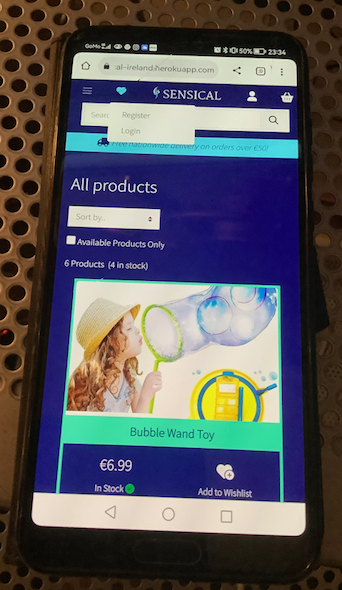 GoMo
50%
23:34
al-ireland.herokuapp.com
SENSICAL
Sear
Register
Login
Free nationwide delivery on orders over €50!
All products
Sort by..
Available Products Only
6 Products (4 in stock)
Bubble Wand Toy
€6.99
In Stock
Add to Wishlist